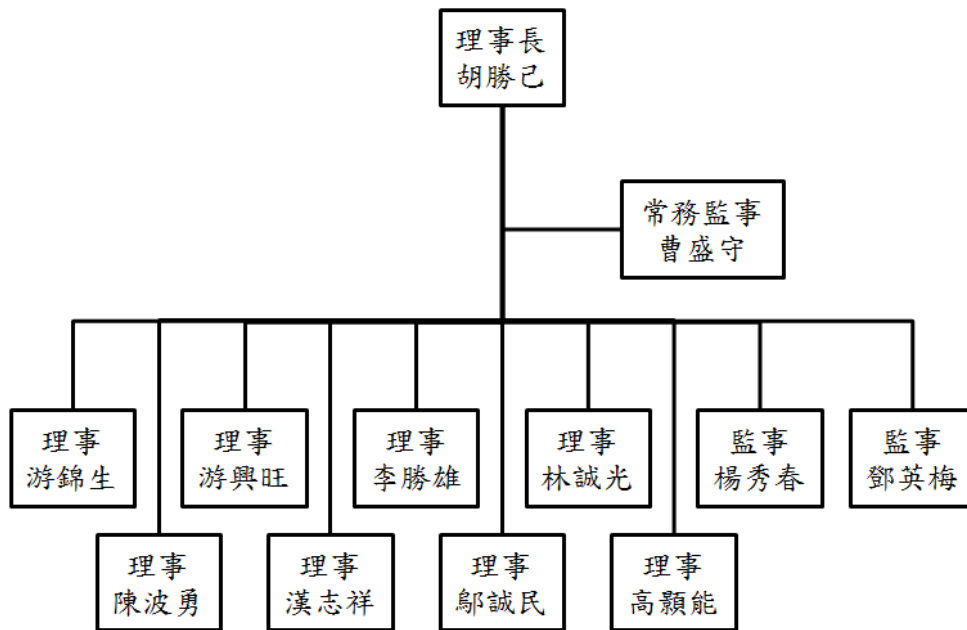 理事長
胡勝己
常務監事
曹盛守
理事
游錦生
理事
游興旺
理事
李勝雄
理事
林誠光
監事
楊秀春
監事
鄧英梅
理事
陳波勇
理事
漢志祥
理事
鄔誠民
理事
高顥能